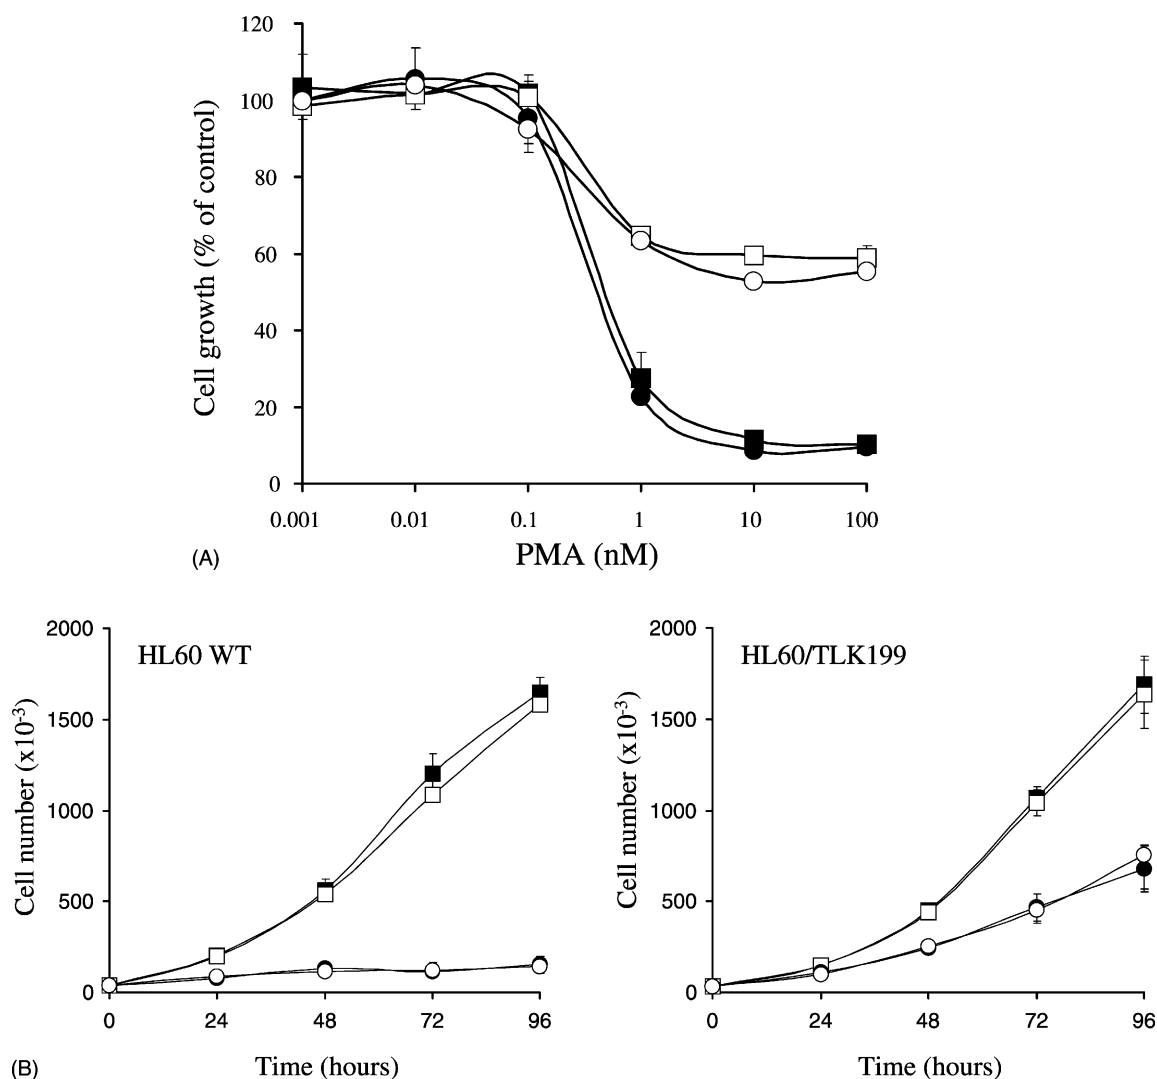 120
100
80
60
40
20
0
Cell growth (% of control)
0.001 0.01 0.1 1 10 100
PMA (nM)
(A)
2000
1500
1000
500
0
Cell number (x10-3)
HL60 WT
0 24 48 72 96
Time (hours)
2000
1500
1000
500
0
Cell number (x10-3)
HL60/TLK199
0 24 48 72 96
Time (hours)
(B)